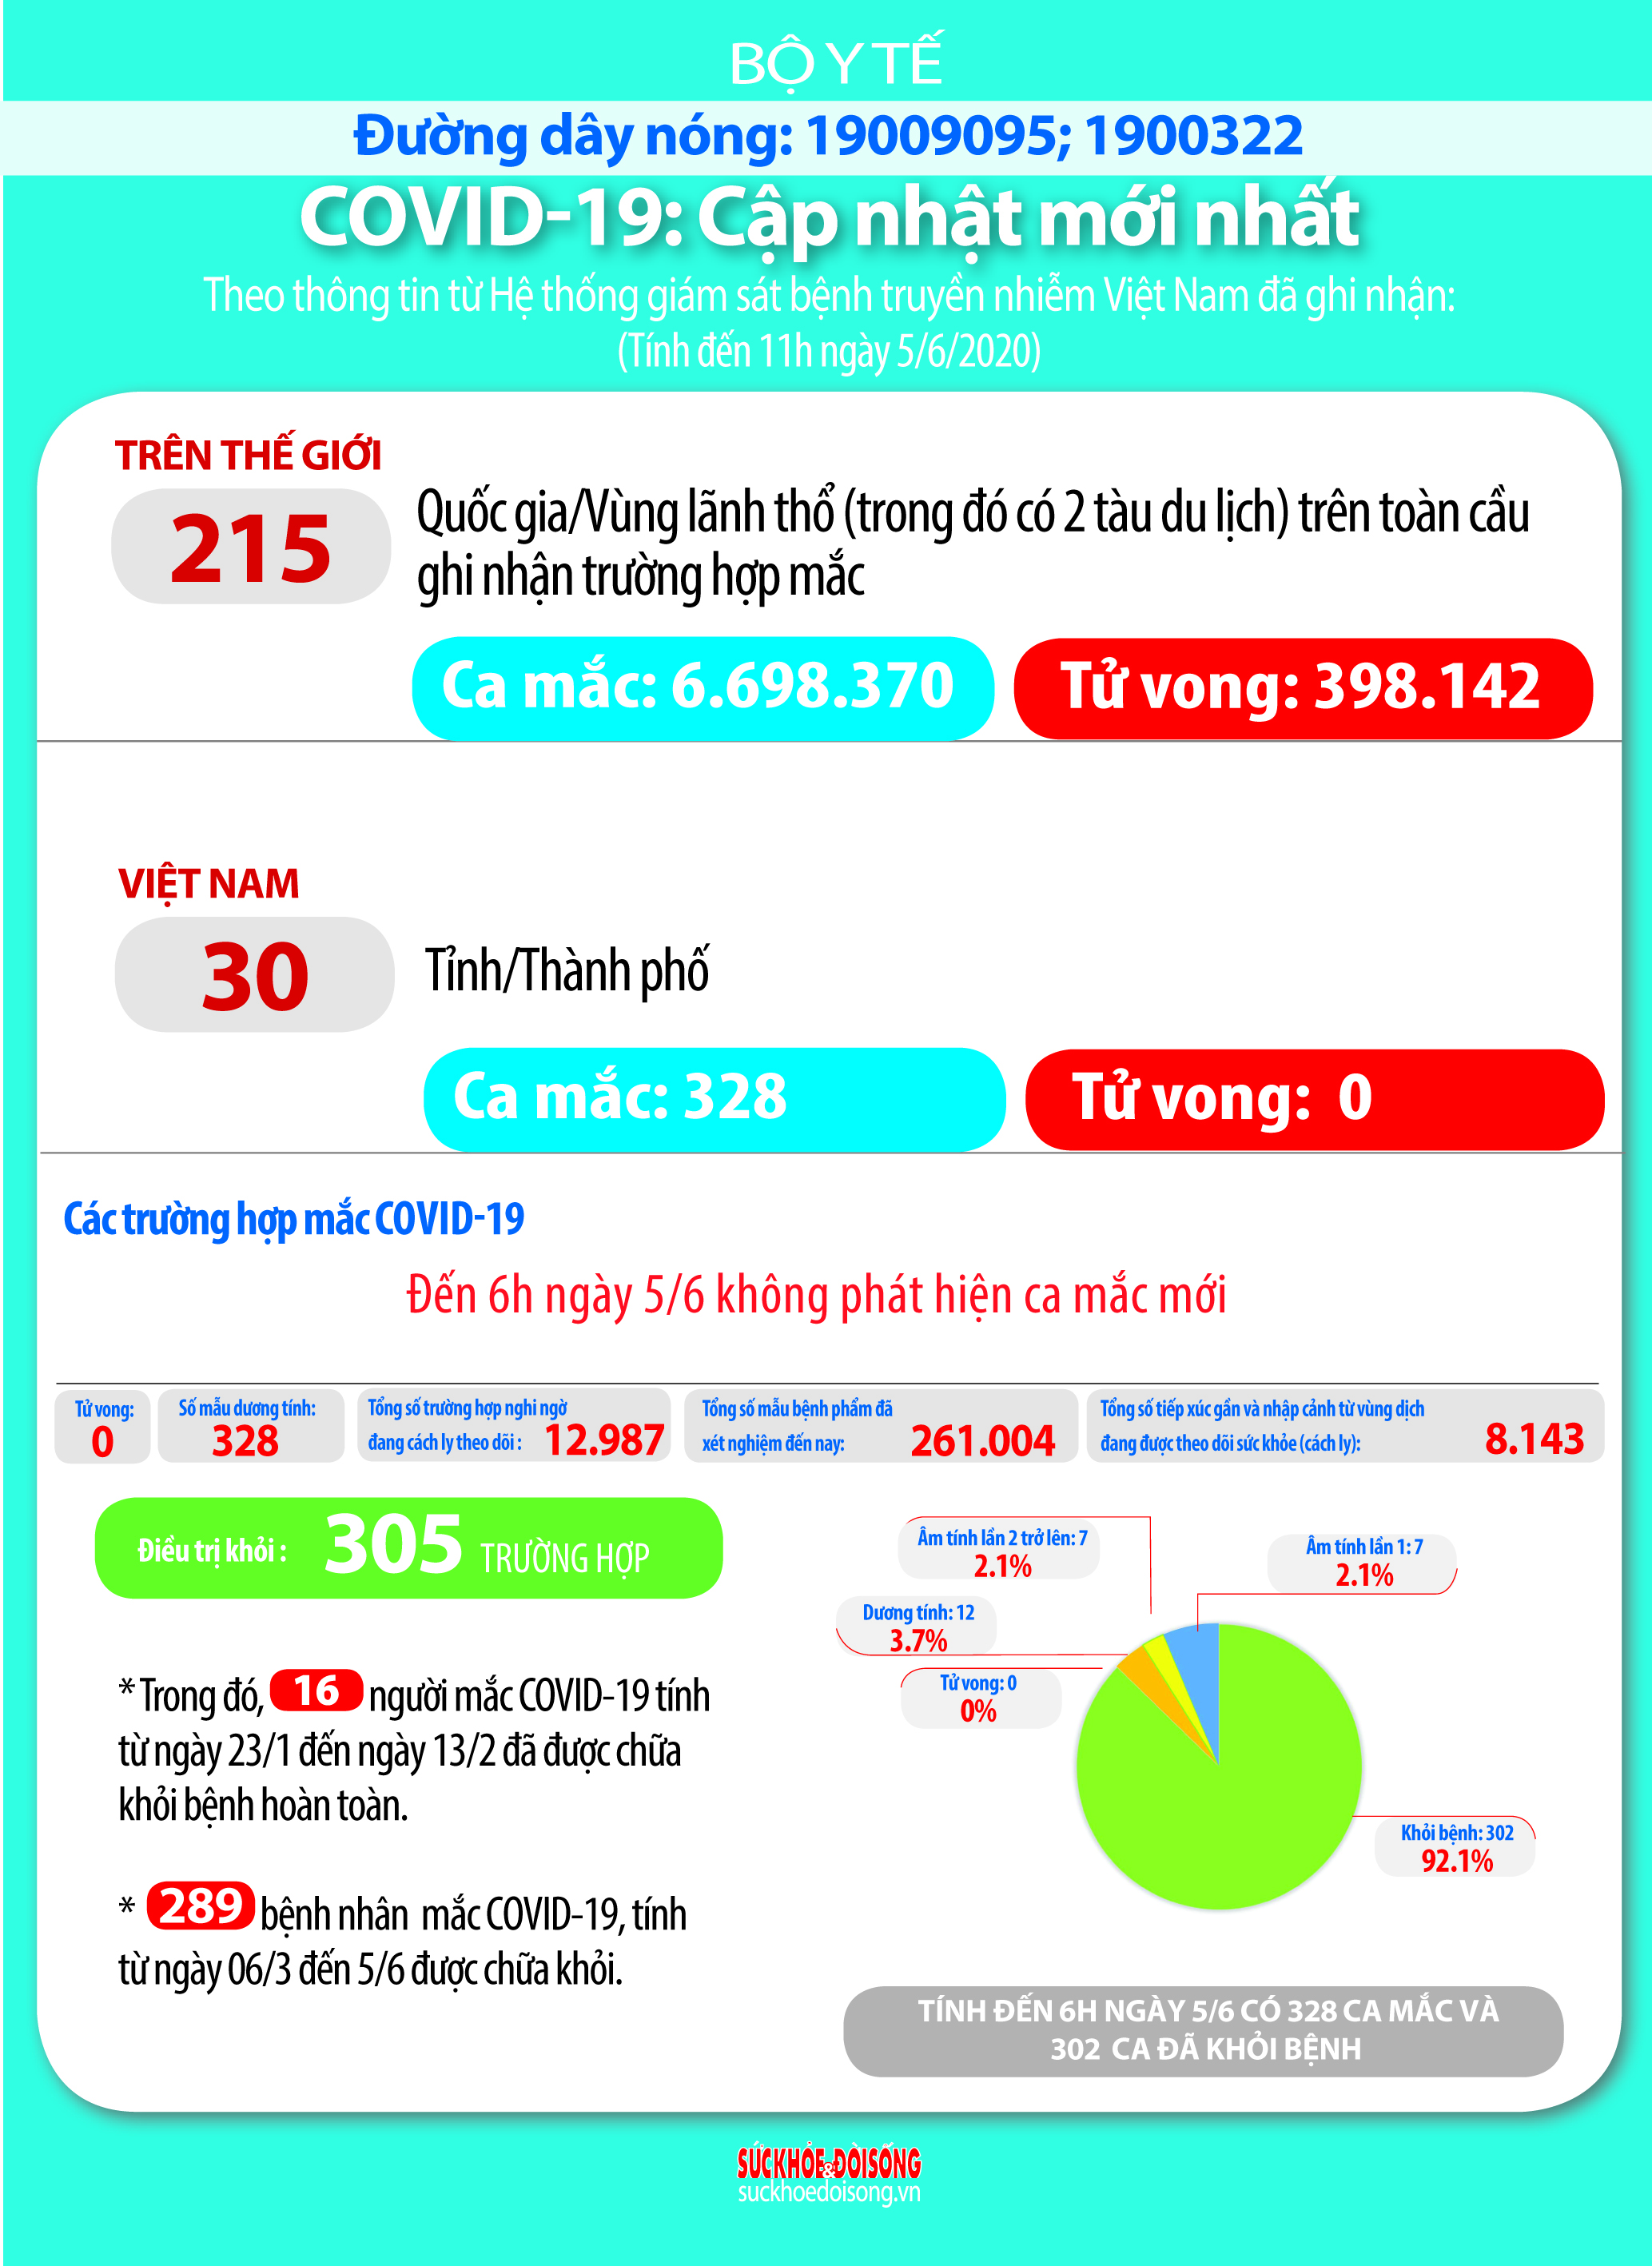 BỘ Y TẾ
Đường dây nóng: 19009095; 1900322
COVID-19: Cập nhật mới nhất
Theo thông tin từ Hệ thống giám sát bệnh truyền nhiễm Việt Nam đã ghi nhận:
(Tính đến 11h ngày 5/6/2020)
TRÊN THẾ GIỚI
215
Quốc gia/Vùng lãnh thổ (trong đó có 2 tàu du lịch) trên toàn cầu
ghi nhận trường hợp mắc
Ca mắc: 6.698.370
Tử vong: 398.142
VIỆT NAM
30
Tỉnh/Thành phố
Ca mắc: 328
Tử vong: 0
Các trường hợp mắc COVID-19
Đến 6h ngày 5/6 không phát hiện ca mắc mới
Tử vong:
0
Số mẫu dương tính:
328
Tổng số trường hợp nghi ngờ
đang cách ly theo dõi : 12.987
Tổng số mẫu bệnh phẩm đã
xét nghiệm đến nay: 261.004
Tổng số tiếp xúc gần và nhập cảnh từ vùng dịch
đang được theo dõi sức khỏe (cách ly): 8.143
Điều trị khỏi : 305 TRƯỜNG HỢP
* Trong đó, 16 người mắc COVID-19 tính
từ ngày 23/1 đến ngày 13/2 đã được chữa
khỏi bệnh hoàn toàn.
* 289 bệnh nhân mắc COVID-19, tính
từ ngày 06/3 đến 5/6 được chữa khỏi.
Âm tính lần 2 trở lên: 7
2.1%
Âm tính lần 1: 7
2.1%
Dương tính: 12
3.7%
Tử vong: 0
0%
Khỏi bệnh: 302
92.1%
TÍNH ĐẾN 6H NGÀY 5/6 CÓ 328 CA MẮC VÀ
302 CA ĐÃ KHỎI BỆNH
SỨC KHỎE & ĐỜI SỐNG
suckhoedoisong.vn